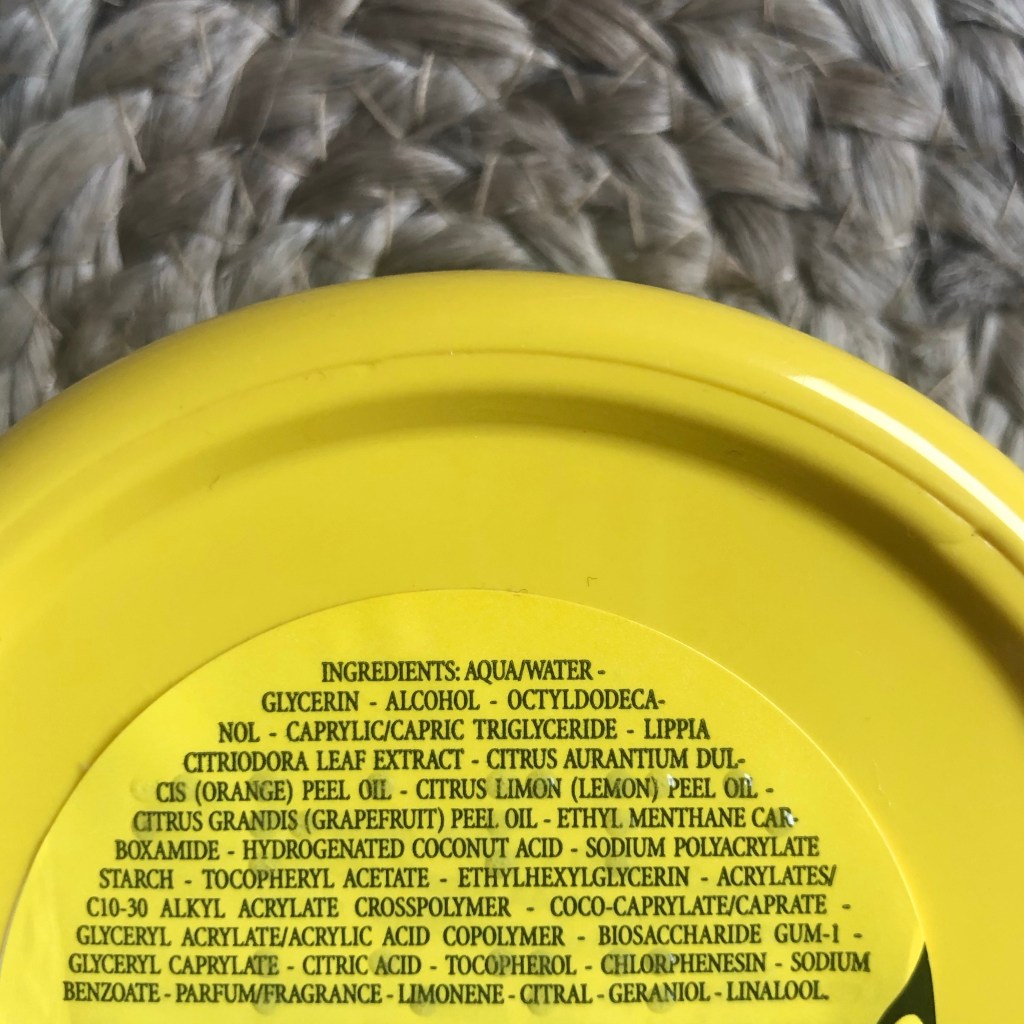 INGREDIENTS: AQUA/WATER -
GLYCERIN - ALCOHOL - OCTYLDODECA-
NOL - CAPRYLIC/CAPRIC TRIGLYCERIDE - LIPPIA
CITRIODORA LEAF EXTRACT - CITRUS AURANTIUM DUL-
CIS (ORANGE) PEEL OIL - CITRUS LIMON (LEMON) PEEL OIL -
CITRUS GRANDIS (GRAPEFRUIT) PEEL OIL - ETHYL MENTHANE CAR-
BOXAMIDE - HYDROGENATED COCONUT ACID - SODIUM POLYACRYLATE
STARCH - TOCOPHERYL ACETATE - ETHYLHEXYLGLYCERIN - ACRYLATES/
C10-30 ALKYL ACRYLATE CROSSPOLYMER - COCO-CAPRYLATE/CAPRATE -
GLYCERYL ACRYLATE/ACRYLIC ACID COPOLYMER - BIOSACCHARIDE GUM-1 -
GLYCERYL CAPRYLATE - CITRIC ACID - TOCOPHEROL - CHLORPHENESIN - SODIUM
BENZOATE - PARFUM/FRAGRANCE - LIMONENE - CITRAL - GERANIOL - LINALOOL.